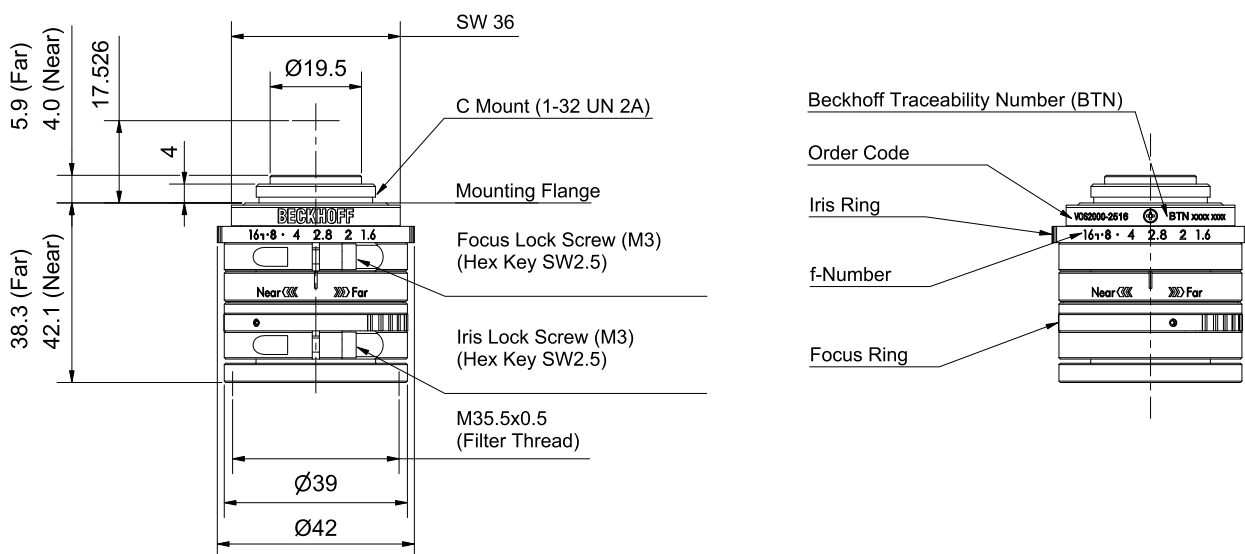 SW 36
5.9 (Far)
4.0 (Near)
17.526
Ø19.5
C Mount (1-32 UN 2A)
4
Mounting Flange
BECKHOFF
16 · 8 · 4 2.8 2 1.6
Focus Lock Screw (M3)
(Hex Key SW2.5)
38.3 (Far)
42.1 (Near)
Near Far
Iris Lock Screw (M3)
(Hex Key SW2.5)
M35.5x0.5
(Filter Thread)
Ø39
Ø42
Beckhoff Traceability Number (BTN)
Order Code
Iris Ring
VOS2000-2516
BTN xxxx xxxx
16 · 8 · 4 2.8 2 1.6
f-Number
Near Far
Focus Ring